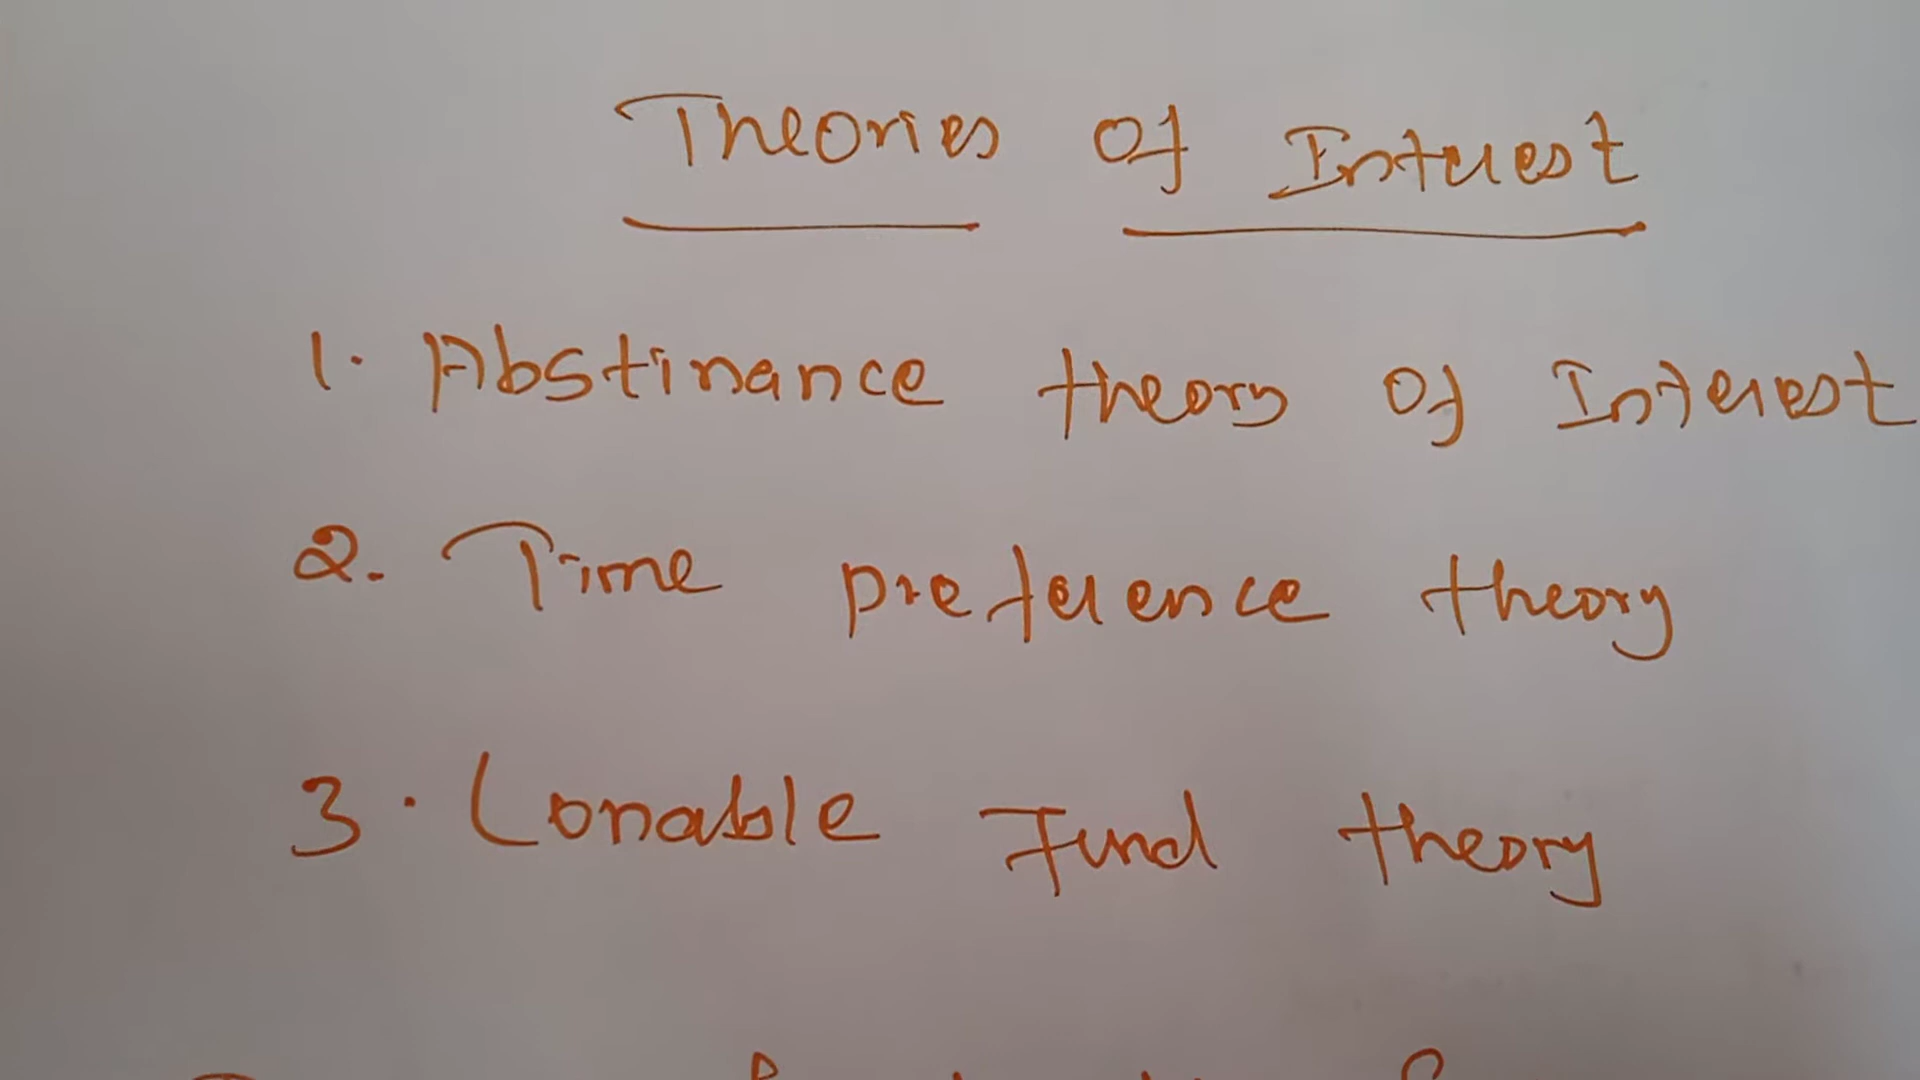 Theories Of Interest
1. Abstinance theory Of Interest
2. Time preference theory
3. Lonable Fund theory